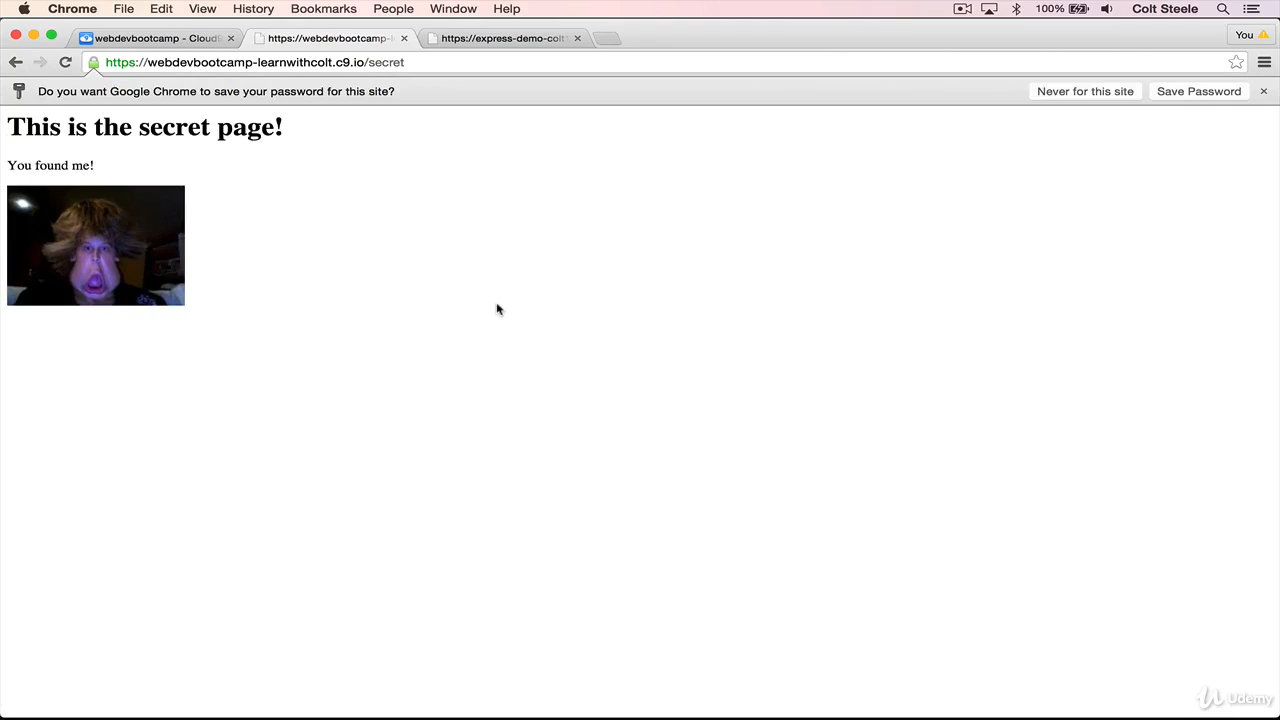 Chrome File Edit View History Bookmarks People Window Help 100% Colt Steele
webdevbootcamp - Cloud9 https://webdevbootcamp-l https://express-demo-colt You
https://webdevbootcamp-learnwithcolt.c9.io/secret
Do you want Google Chrome to save your password for this site? Never for this site Save Password
This is the secret page!
You found me!
Udemy